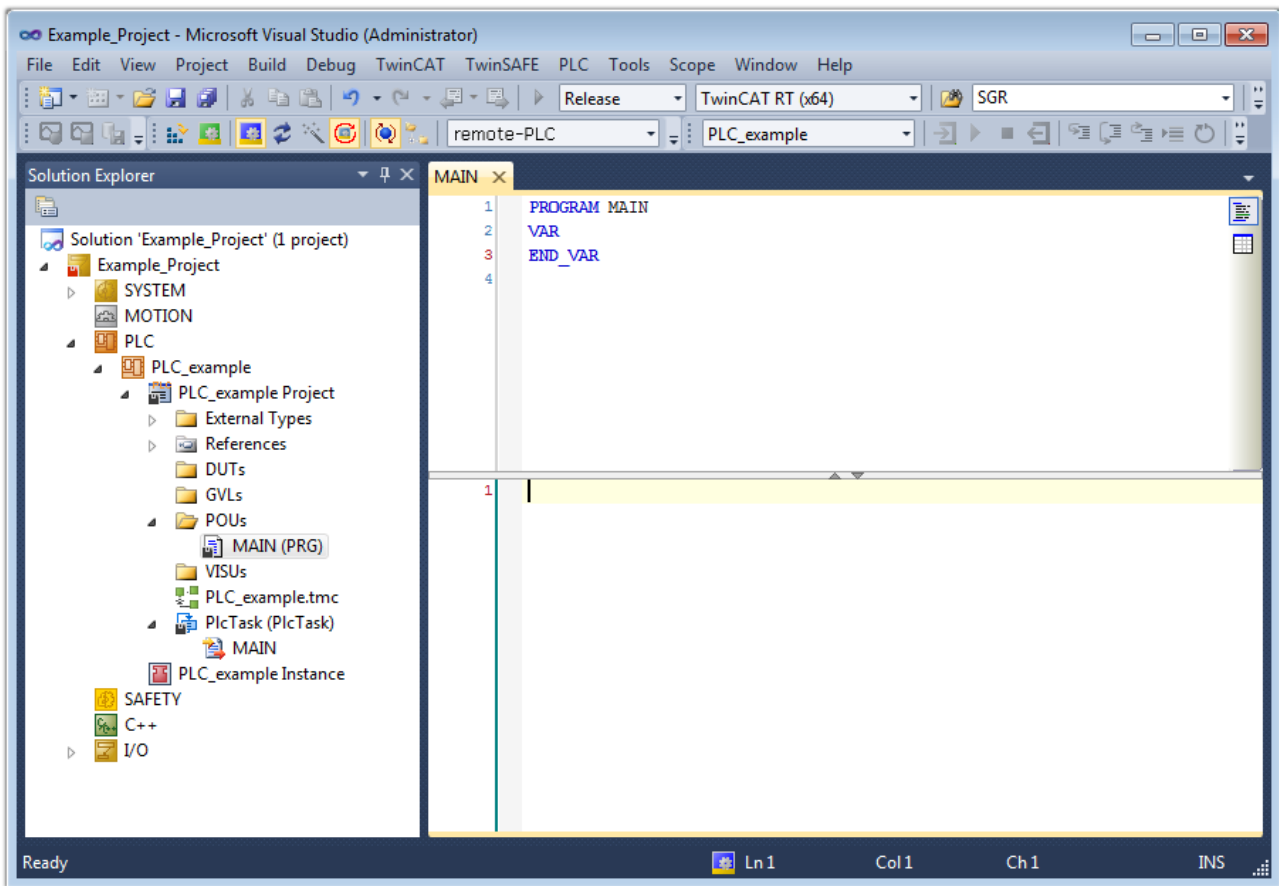 Example_Project - Microsoft Visual Studio (Administrator)
File Edit View Project Build Debug TwinCAT TwinSAFE PLC Tools Scope Window Help
Release TwinCAT RT (x64) SGR
remote-PLC PLC_example
Solution Explorer
MAIN
Solution 'Example_Project' (1 project)
Example_Project
SYSTEM
MOTION
PLC
PLC_example
PLC_example Project
External Types
References
DUTs
GVLs
POUs
MAIN (PRG)
VISUs
PLC_example.tmc
PlcTask (PlcTask)
MAIN
PLC_example Instance
SAFETY
C++
I/O
1 PROGRAM MAIN
2 VAR
3 END_VAR
4
1
Ready Ln 1 Col 1 Ch 1 INS